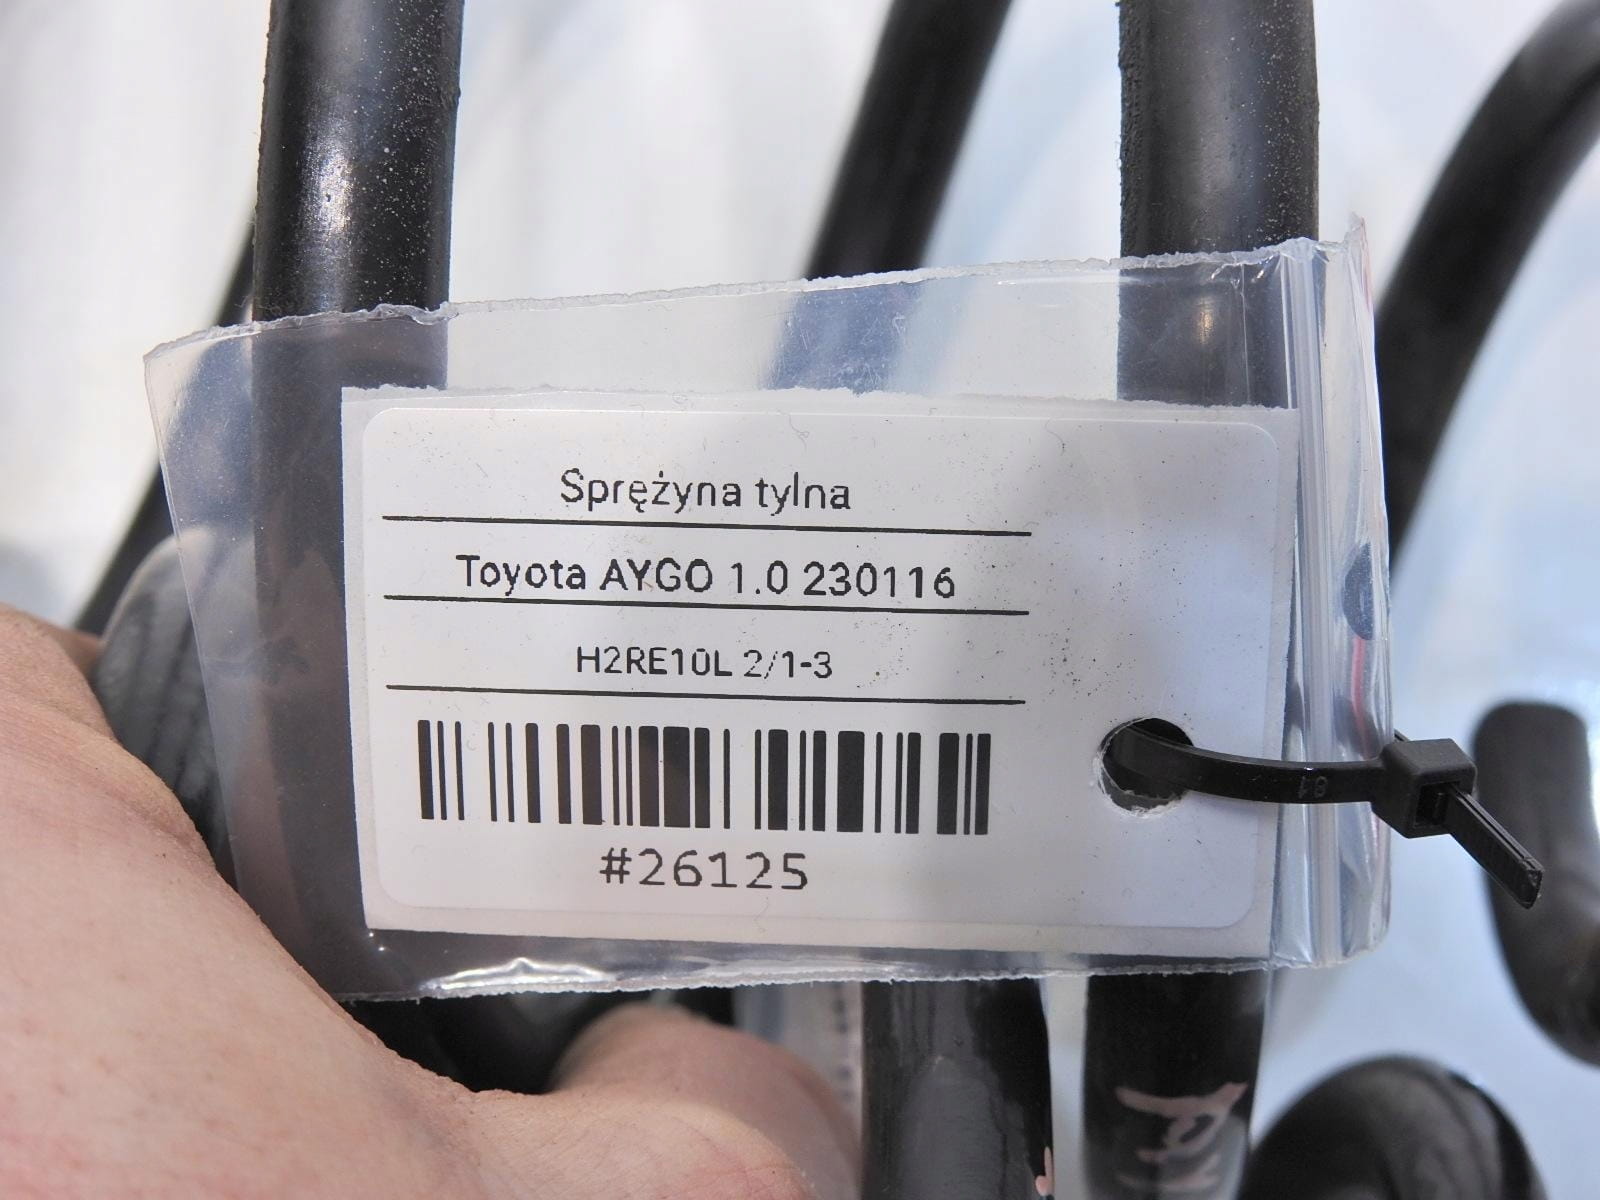 Sprężyna tylna
Toyota AYGO 1.0 230116
H2RE10L 2/1-3
#26125